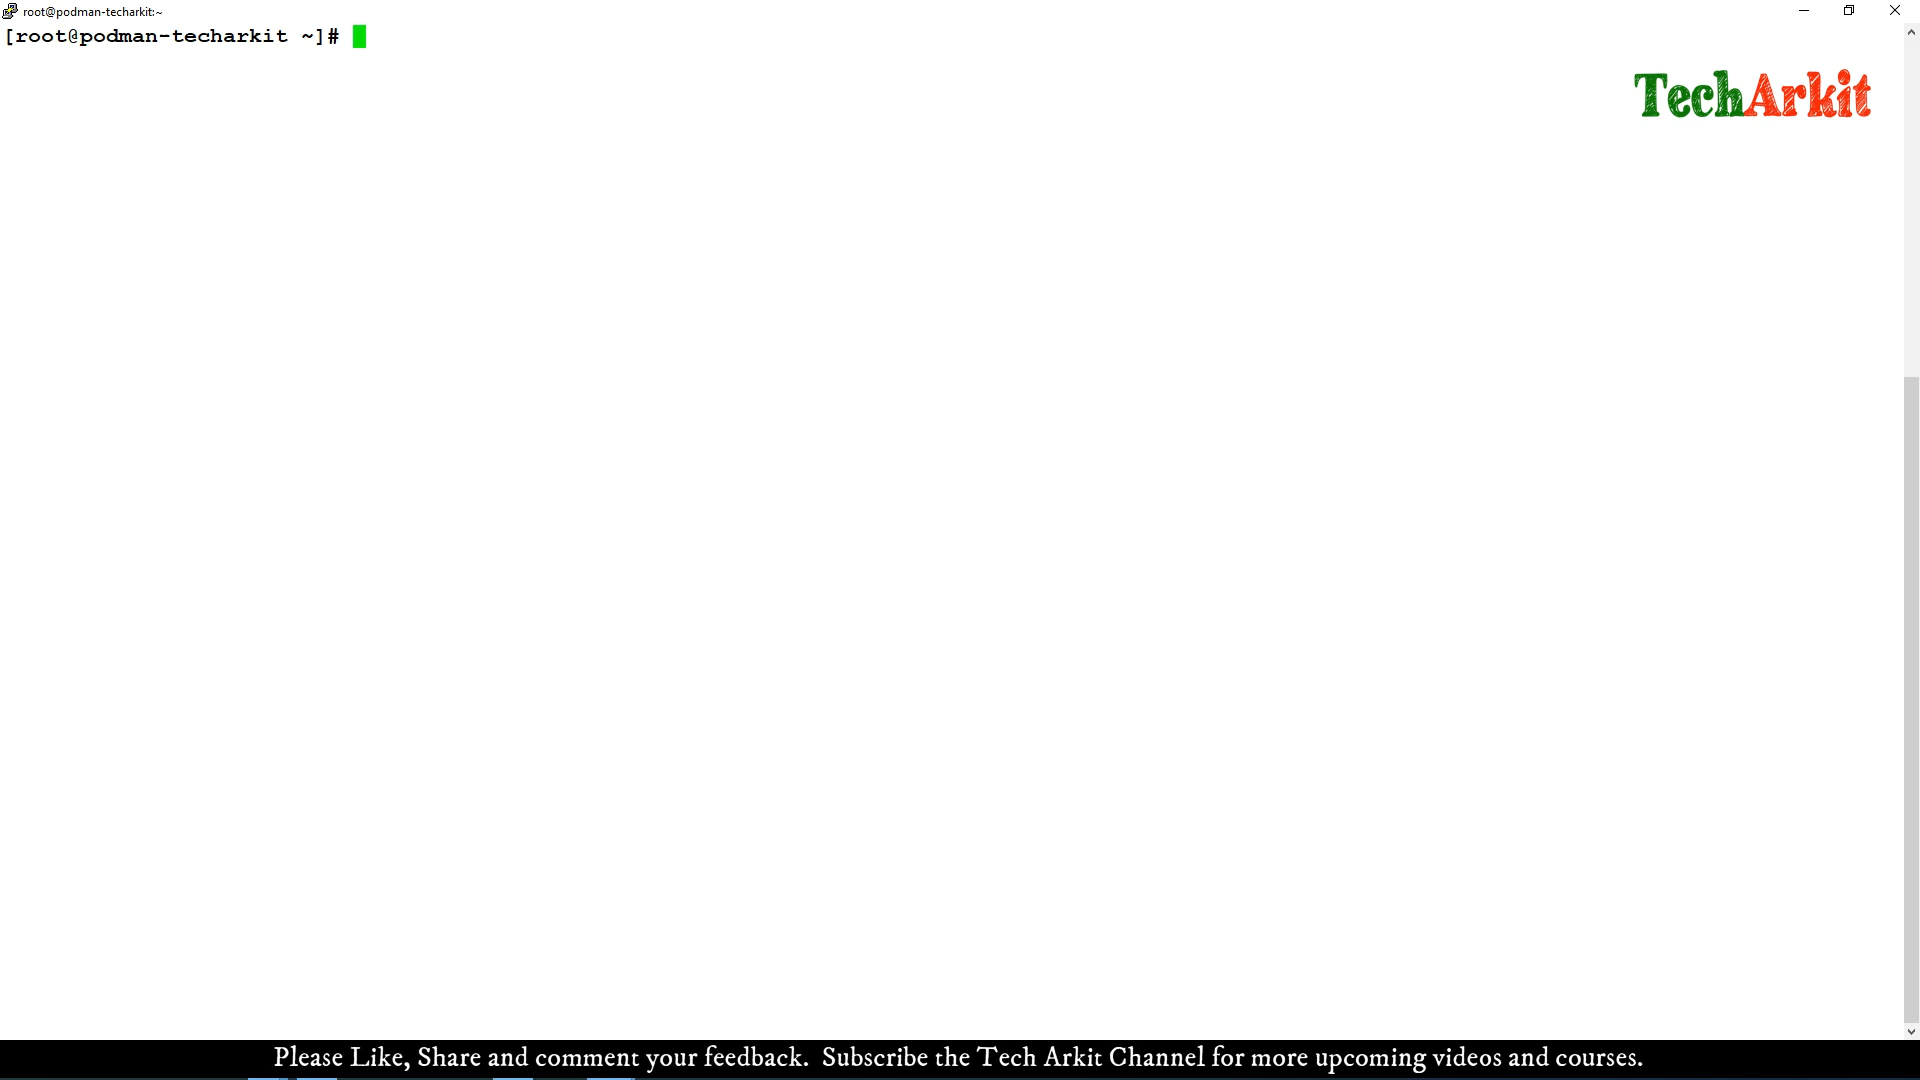 root@podman-techarkit:~
[root@podman-techarkit ~]#
TechArkit
Please Like, Share and comment your feedback.  Subscribe the Tech Arkit Channel for more upcoming videos and courses.